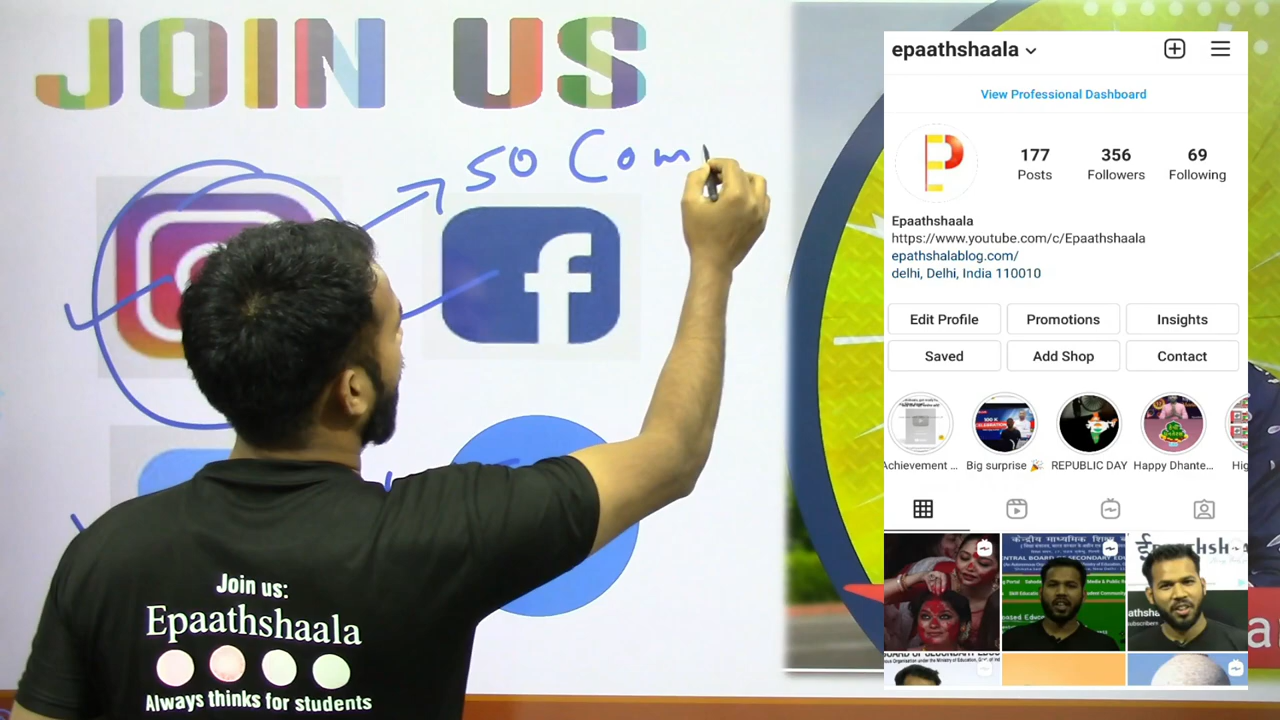 JOIN US
50 Com
Join us:
Epaathshaala
Always thinks for students
epaathshaala
View Professional Dashboard
177 356 69
Posts Followers Following
Epaathshaala
https://www.youtube.com/c/Epaathshaala
epathshalablog.com/
delhi, Delhi, India 110010
Edit Profile Promotions Insights
Saved Add Shop Contact
Achievement ... Big surprise 🎉 REPUBLIC DAY Happy Dhante... Hig
केन्द्रीय माध्यमिक शिक्षा